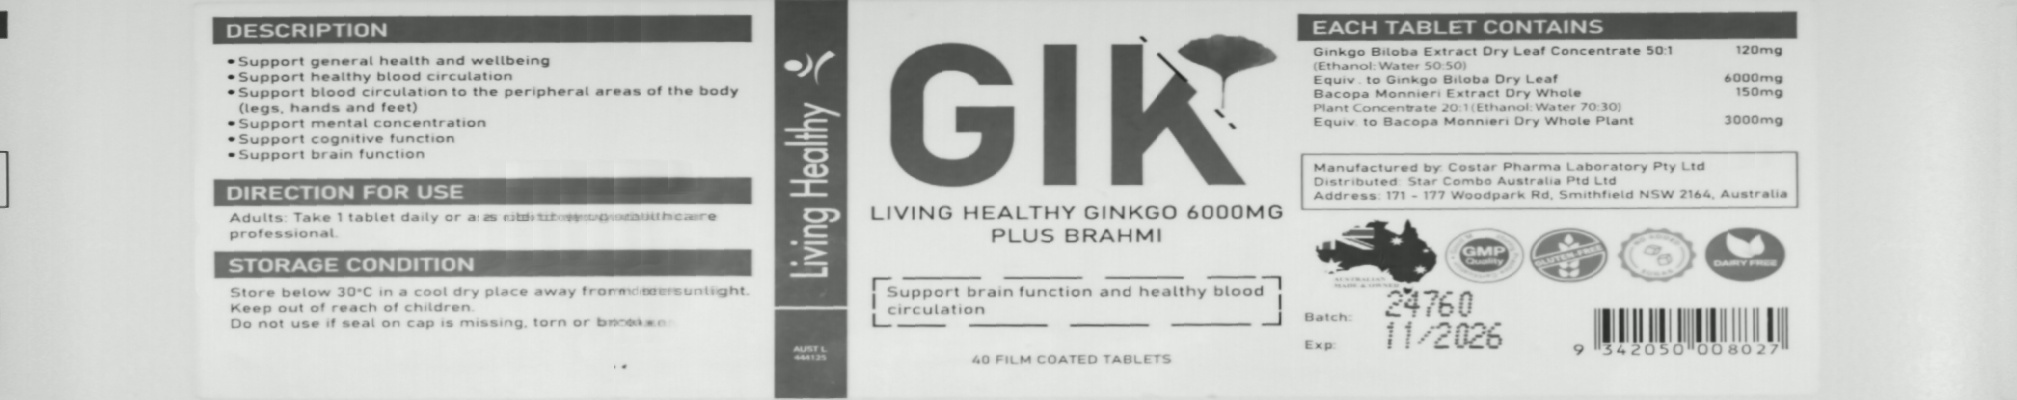 DESCRIPTION
• Support general health and wellbeing
• Support healthy blood circulation
• Support blood circulation to the peripheral areas of the body
(legs, hands and feet)
• Support mental concentration
• Support cognitive function
• Support brain function
DIRECTION FOR USE
Adults: Take 1 tablet daily or as
professional.
STORAGE CONDITION
Store below 30°C in a cool dry place away from sunlight.
Keep out of reach of children.
Do not use if seal on cap is missing, torn or
Living Healthy
AUST L
444125
GIK
LIVING HEALTHY GINKGO 6000MG
PLUS BRAHMI
Support brain function and healthy blood
circulation
40 FILM COATED TABLETS
EACH TABLET CONTAINS
Ginkgo Biloba Extract Dry Leaf Concentrate 50:1 120mg
(Ethanol: Water 50:50)
Equiv. to Ginkgo Biloba Dry Leaf 6000mg
Bacopa Monnieri Extract Dry Whole 150mg
Plant Concentrate 20:1 (Ethanol: Water 70:30)
Equiv. to Bacopa Monnieri Dry Whole Plant 3000mg
Manufactured by: Costar Pharma Laboratory Pty Ltd
Distributed: Star Combo Australia Ptd Ltd
Address: 171 - 177 Woodpark Rd, Smithfield NSW 2164, Australia
AUSTRALIAN
MADE & OWNED
GMP
Quality
GLUTEN-FREE
NO ADDED
SUGAR
DAIRY FREE
Batch: 24760
Exp: 11/2026
9 342050 008027